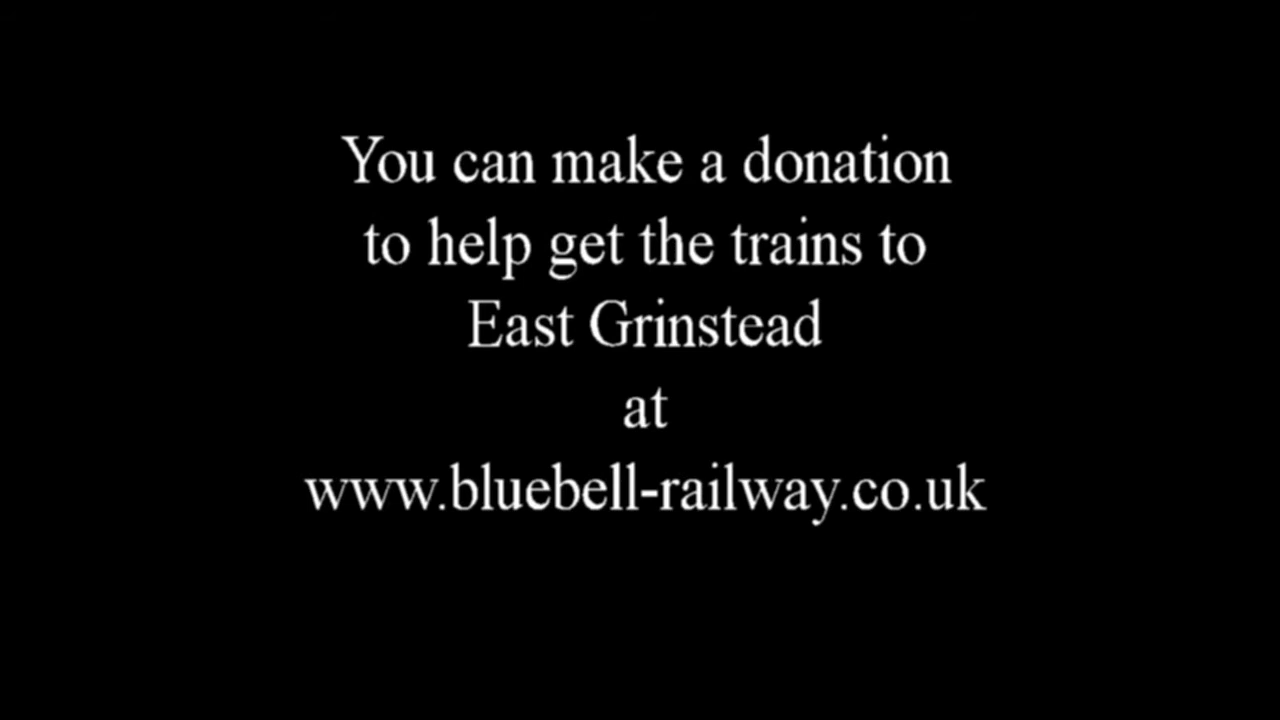 You can make a donation
to help get the trains to
East Grinstead
at
www.bluebell-railway.co.uk